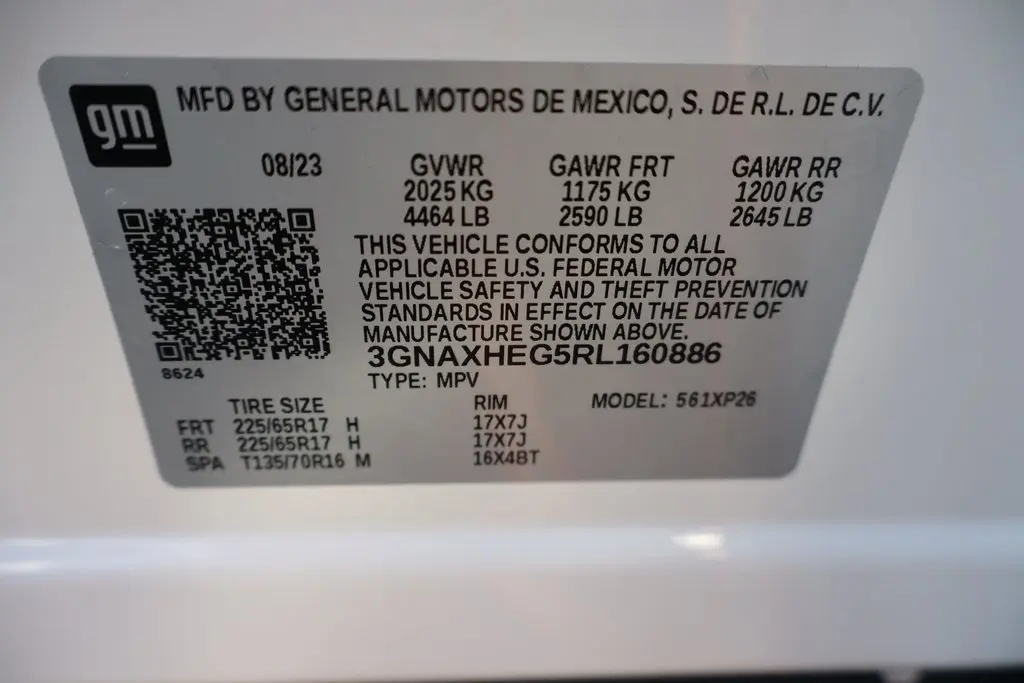 gm MFD BY GENERAL MOTORS DE MEXICO, S. DE R.L. DE C.V.
08/23 GVWR GAWR FRT GAWR RR
2025 KG 1175 KG 1200 KG
4464 LB 2590 LB 2645 LB
THIS VEHICLE CONFORMS TO ALL
APPLICABLE U.S. FEDERAL MOTOR
VEHICLE SAFETY AND THEFT PREVENTION
STANDARDS IN EFFECT ON THE DATE OF
MANUFACTURE SHOWN ABOVE.
3GNAXHEG5RL160886
8624
TYPE: MPV
TIRE SIZE RIM MODEL: 561XP26
FRT 225/65R17 H 17X7J
RR 225/65R17 H 17X7J
SPA T135/70R16 M 16X4BT